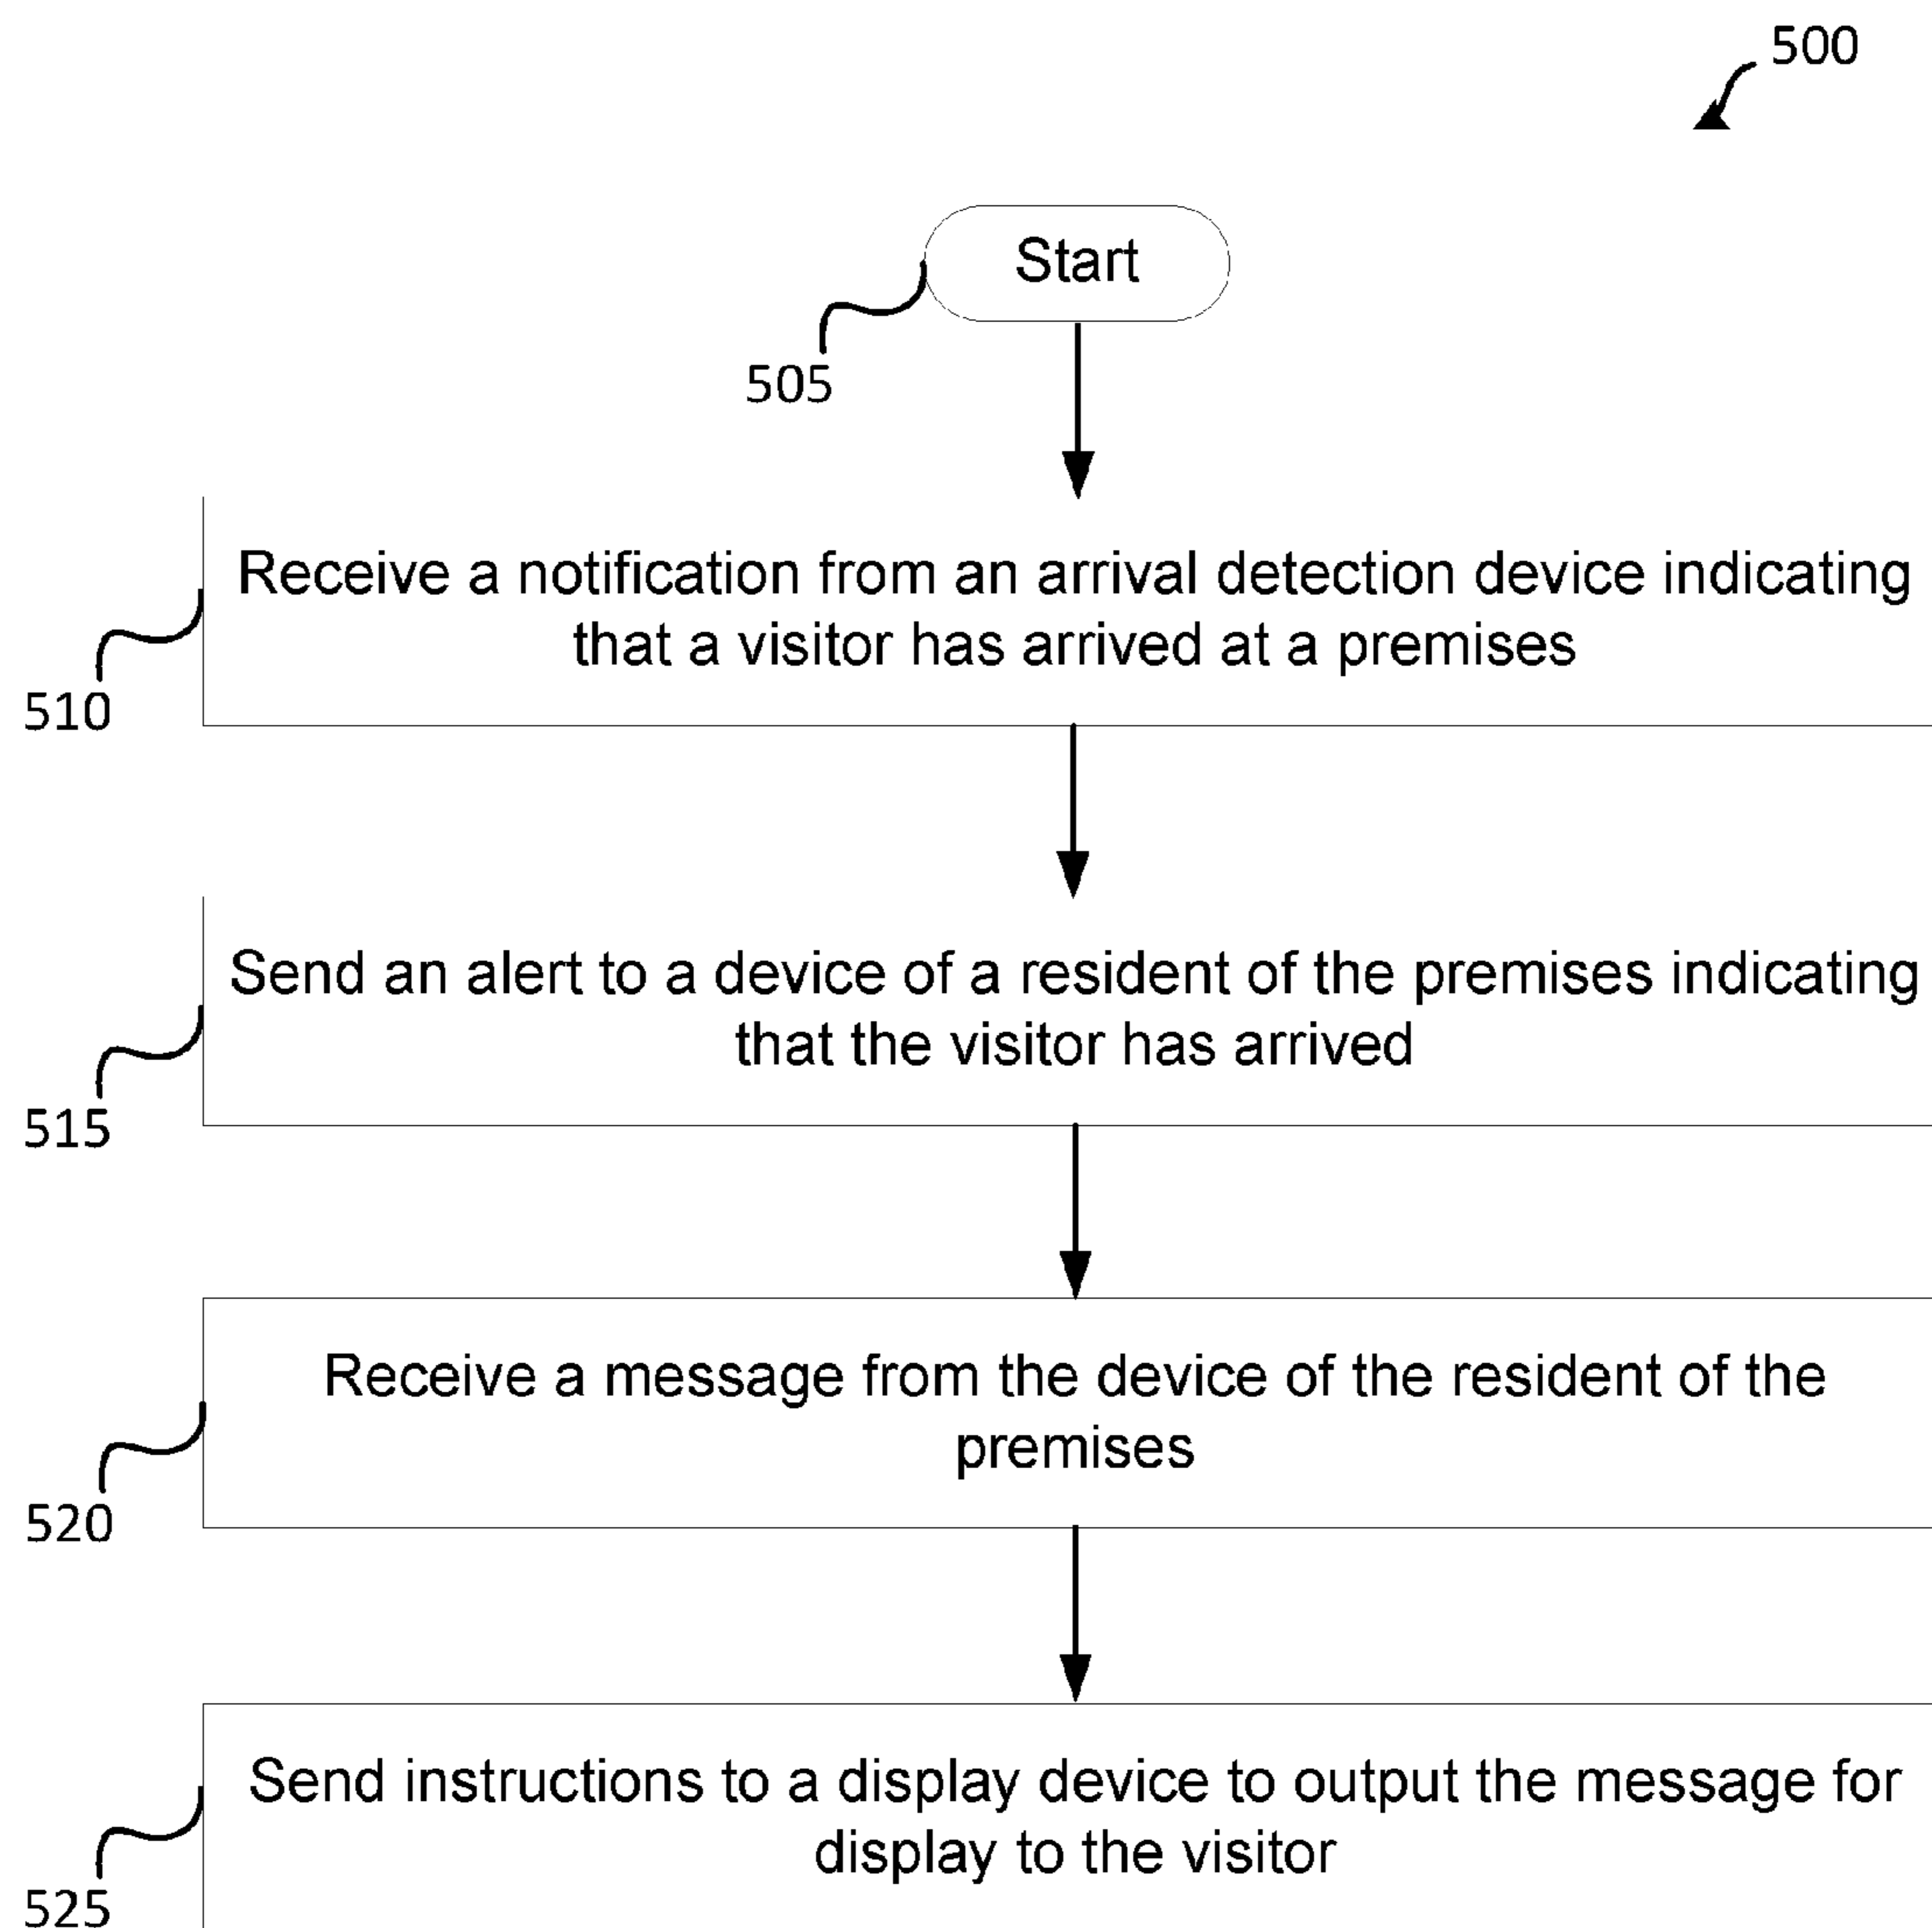 500
Start
505
Receive a notification from an arrival detection device indicating
that a visitor has arrived at a premises
510
Send an alert to a device of a resident of the premises indicating
that the visitor has arrived
515
Receive a message from the device of the resident of the
premises
520
Send instructions to a display device to output the message for
display to the visitor
525